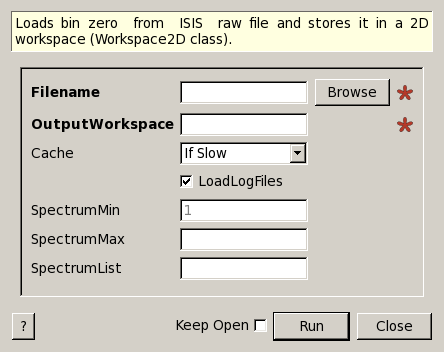 Loads bin zero from ISIS raw file and stores it in a 2D
workspace (Workspace2D class).
Filename
Browse
OutputWorkspace
Cache
If Slow
LoadLogFiles
SpectrumMin
1
SpectrumMax
SpectrumList
?
Keep Open
Run
Close